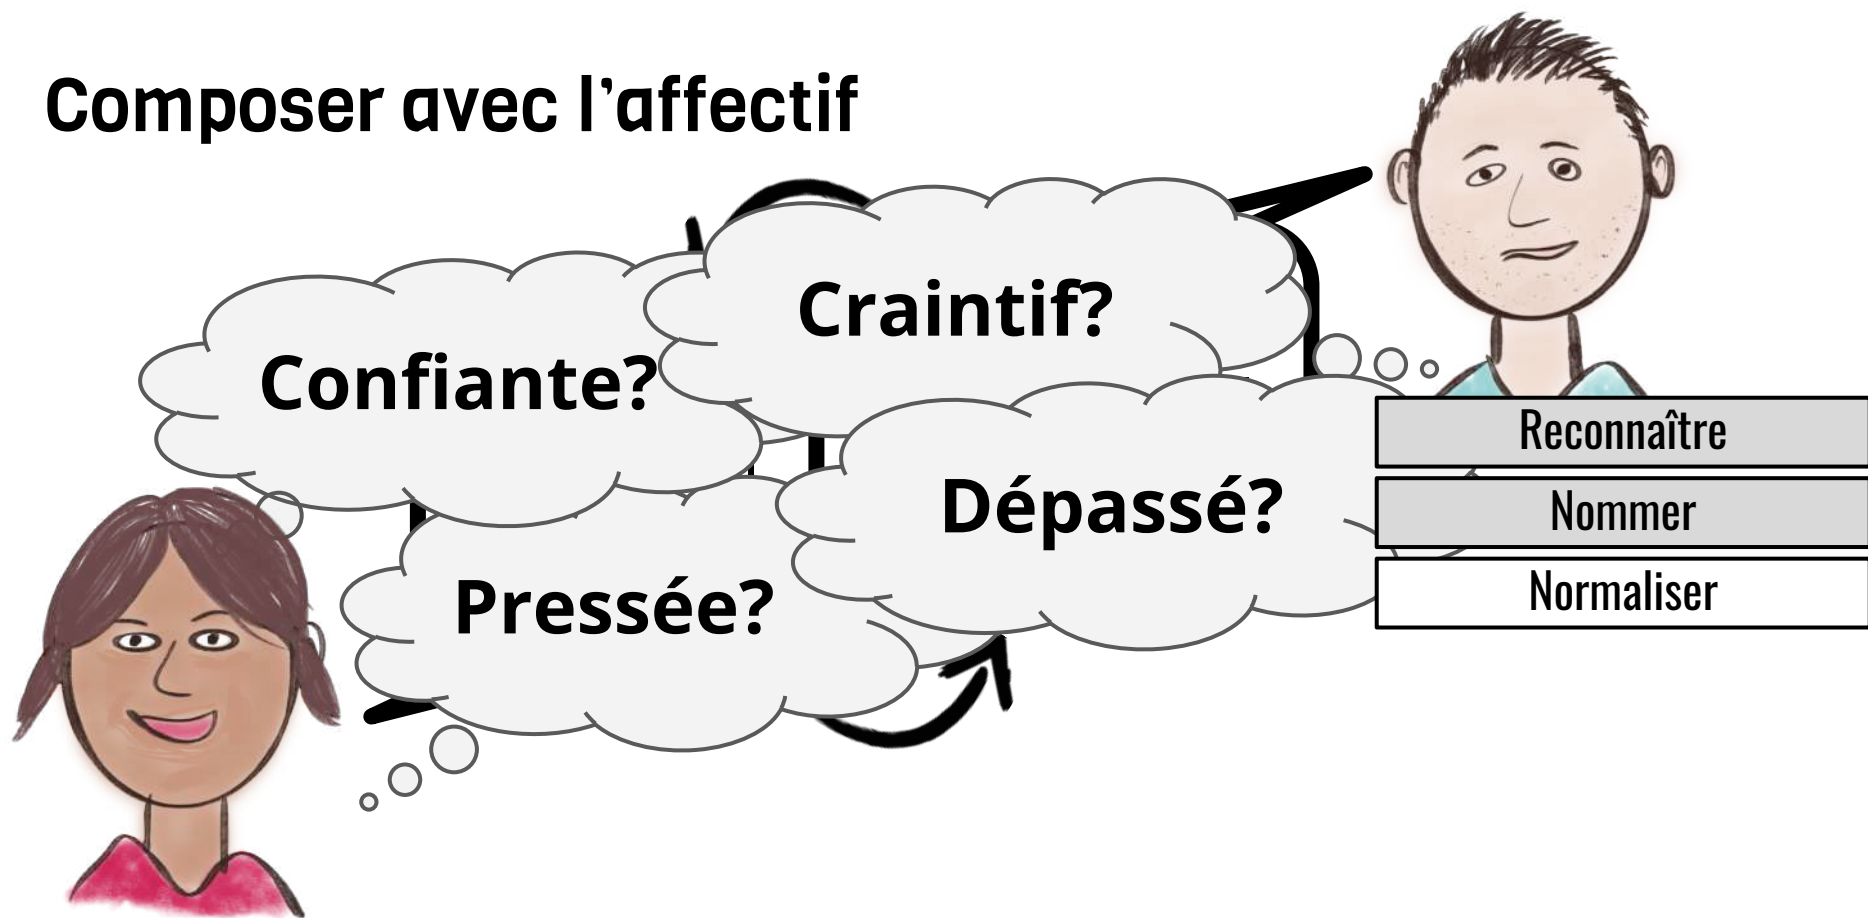 Composer avec l’affectif
Craintif?
Confiante?
Dépassé?
Pressée?
Reconnaître
Nommer
Normaliser